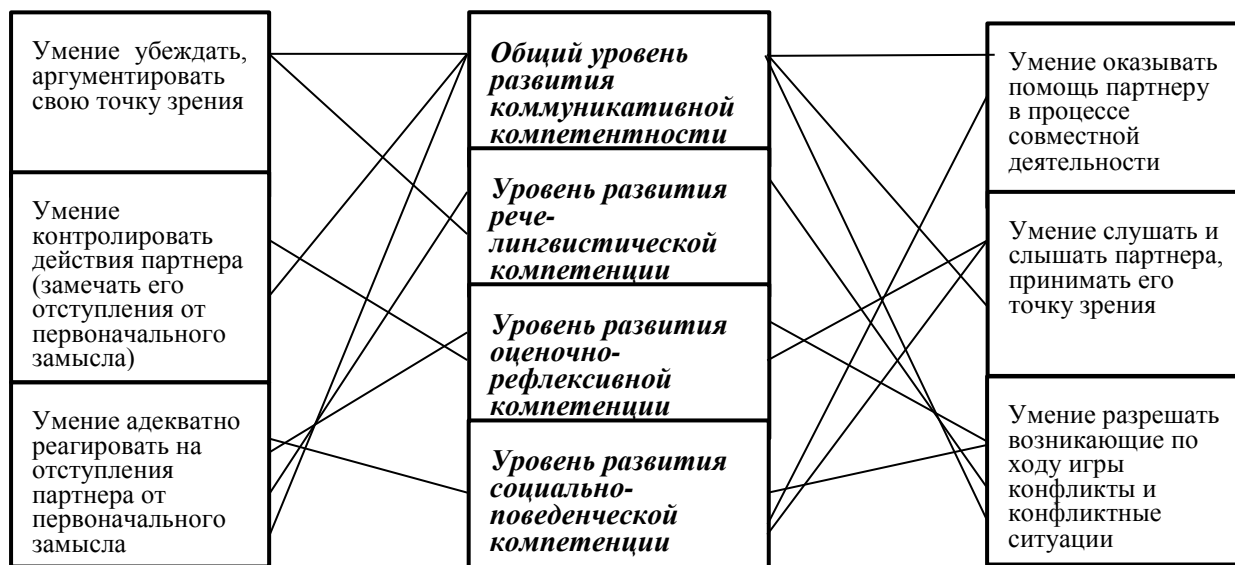 Умение убеждать,
аргументировать
свою точку зрения
Умение
контролировать
действия партнера
(замечать его
отступления от
первоначального
замысла)
Умение адекватно
реагировать на
отступления
партнера от
первоначального
замысла
Общий уровень
развития
коммуникативной
компетентности
Уровень развития
рече-
лингвистической
компетенции
Уровень развития
оценочно-
рефлексивной
компетенции
Уровень развития
социально-
поведенческой
компетенции
Умение оказывать
помощь партнеру
в процессе
совместной
деятельности
Умение слушать и
слышать партнера,
принимать его
точку зрения
Умение разрешать
возникающие по
ходу игры
конфликты и
конфликтные
ситуации